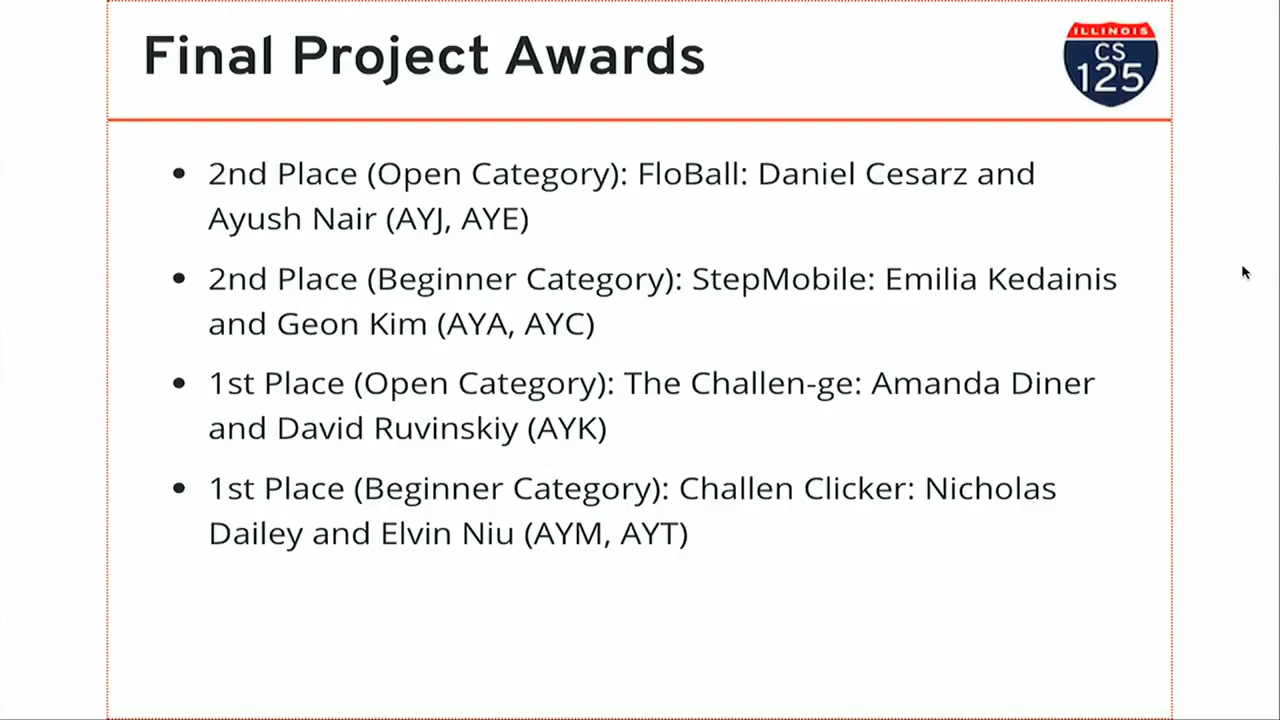 Final Project Awards
ILLINOIS
CS
125
• 2nd Place (Open Category): FloBall: Daniel Cesarz and
Ayush Nair (AYJ, AYE)
• 2nd Place (Beginner Category): StepMobile: Emilia Kedainis
and Geon Kim (AYA, AYC)
• 1st Place (Open Category): The Challen-ge: Amanda Diner
and David Ruvinskiy (AYK)
• 1st Place (Beginner Category): Challen Clicker: Nicholas
Dailey and Elvin Niu (AYM, AYT)